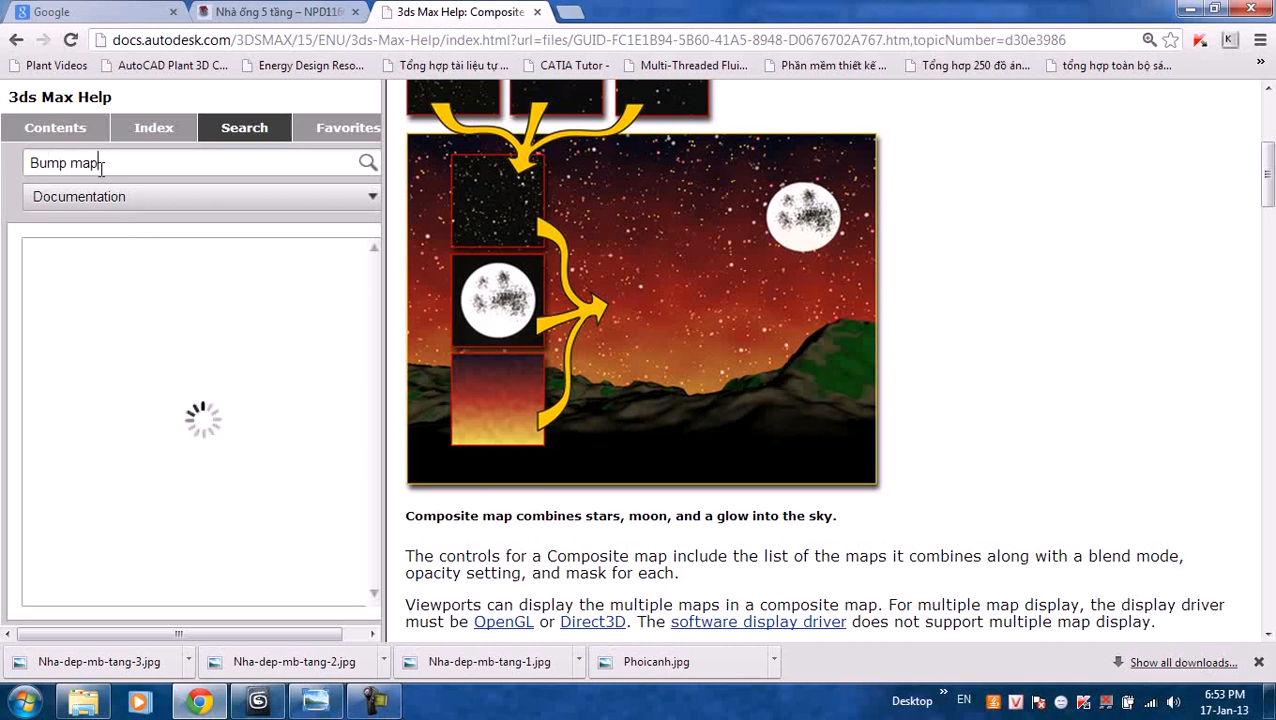 Google
Nhà ống 5 tầng – NPD116
3ds Max Help: Composite
docs.autodesk.com/3DSMAX/15/ENU/3ds-Max-Help/index.html?url=files/GUID-FC1E1B94-5B60-41A5-8948-D0676702A767.htm,topicNumber=d30e3986
Plant Videos
AutoCAD Plant 3D C...
Energy Design Reso...
Tổng hợp tài liệu tự ...
CATIA Tutor -
Multi-Threaded Flui...
Phần mềm thiết kế ...
Tổng hợp 250 đồ án...
tổng hợp toàn bộ sá...
»
3ds Max Help
Contents
Index
Search
Favorites
Bump map
Documentation
Composite map combines stars, moon, and a glow into the sky.
The controls for a Composite map include the list of the maps it combines along with a blend mode,
opacity setting, and mask for each.
Viewports can display the multiple maps in a composite map. For multiple map display, the display driver
must be OpenGL or Direct3D. The software display driver does not support multiple map display.
Nha-dep-mb-tang-3.jpg
Nha-dep-mb-tang-2.jpg
Nha-dep-mb-tang-1.jpg
Phoicanh.jpg
Show all downloads...
Desktop
»
EN
6:53 PM
17-Jan-13